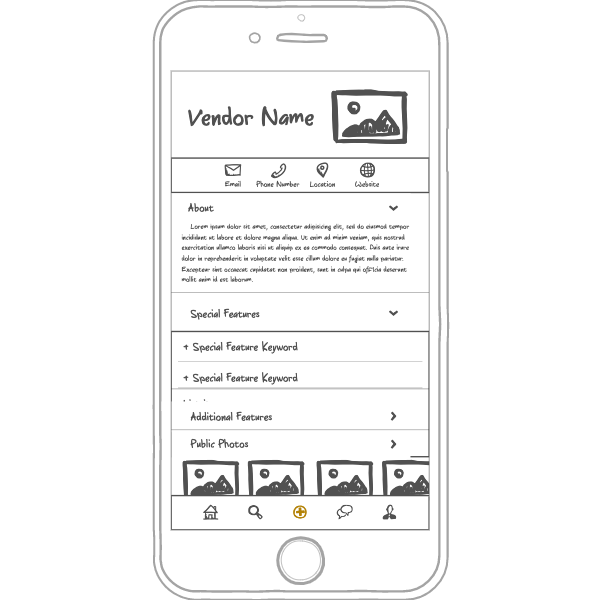 Vendor Name
Email Phone Number Location Website
About
Lorem ipsum dolor sit amet, consectetur adipisicing elit, sed do eiusmod tempor
incididunt ut labore et dolore magna aliqua. Ut enim ad minim veniam, quis nostrud
exercitation ullamco laboris nisi ut aliquip ex ea commodo consequat. Duis aute irure
dolor in reprehenderit in voluptate velit esse cillum dolore eu fugiat nulla pariatur.
Excepteur sint occaecat cupidatat non proident, sunt in culpa qui officia deserunt
mollit anim id est laborum.
Special Features
+ Special Feature Keyword
+ Special Feature Keyword
Additional Features
Public Photos